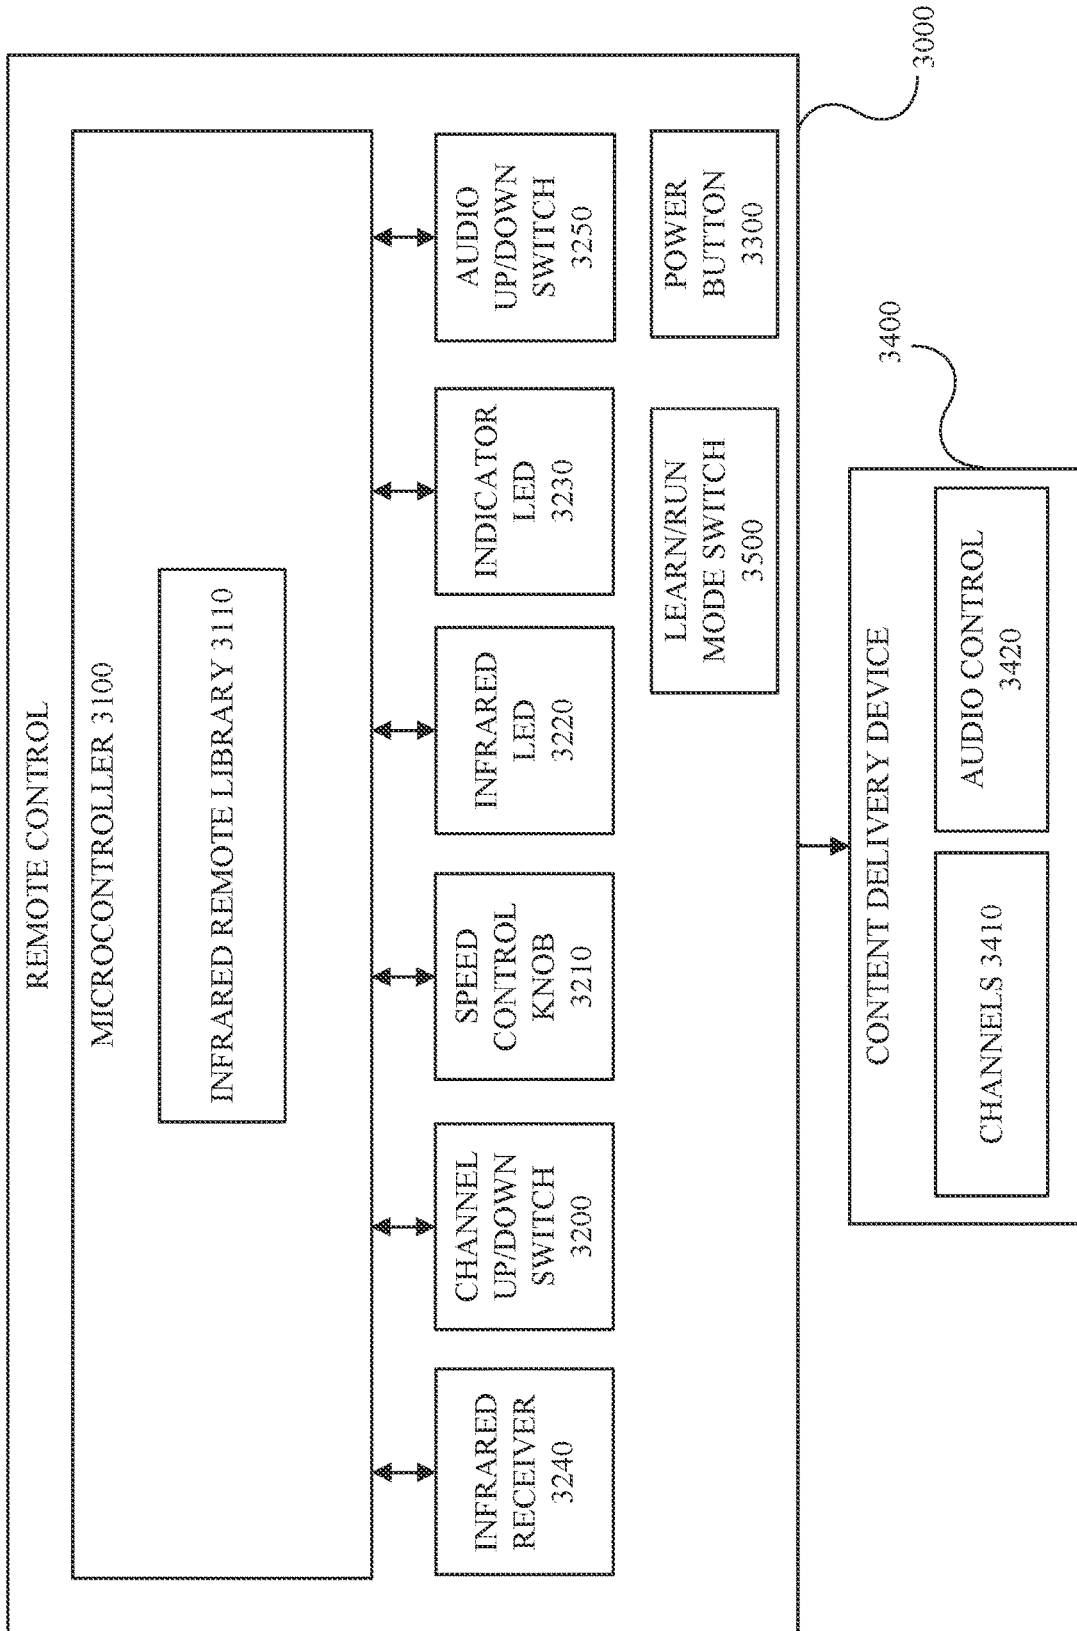 REMOTE CONTROL
MICROCONTROLLER 3100
INFRARED REMOTE LIBRARY 3110
INFRARED
RECEIVER
3240
CHANNEL
UP/DOWN
SWITCH
3200
SPEED
CONTROL
KNOB
3210
INFRARED
LED
3220
INDICATOR
LED
3230
AUDIO
UP/DOWN
SWITCH
3250
LEARN/RUN
MODE SWITCH
3500
POWER
BUTTON
3300
3000
CONTENT DELIVERY DEVICE
3400
CHANNELS 3410
AUDIO CONTROL
3420